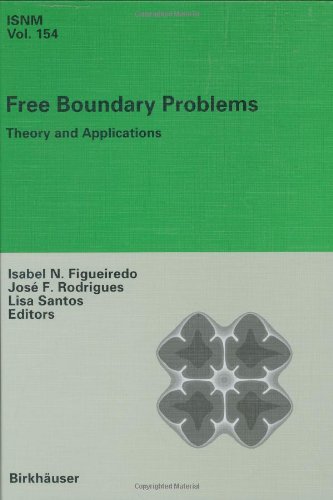 ISNM
Vol. 154
Free Boundary Problems
Theory and Applications
Isabel N. Figueiredo
José F. Rodrigues
Lisa Santos
Editors
Birkhäuser